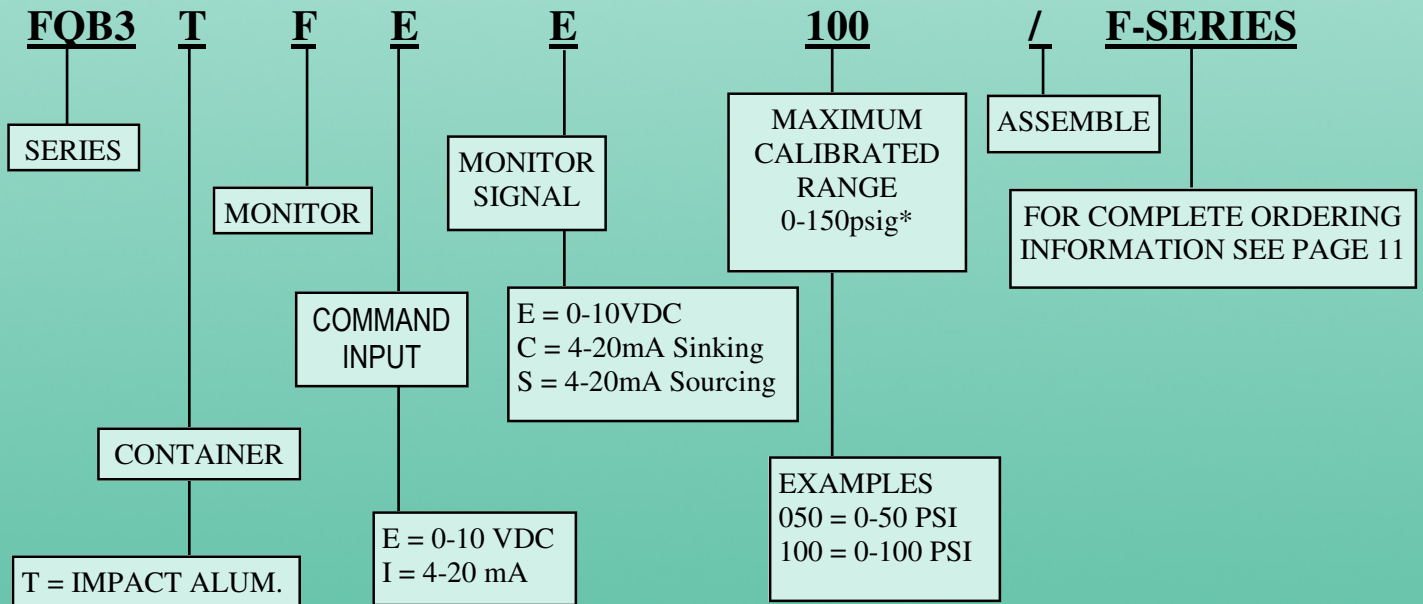 FQB3 T F E E 100 / F-SERIES
SERIES
MONITOR
MONITOR
SIGNAL
MAXIMUM
CALIBRATED
RANGE
0-150psig*
ASSEMBLE
FOR COMPLETE ORDERING
INFORMATION SEE PAGE 11
COMMAND
INPUT
E = 0-10VDC
C = 4-20mA Sinking
S = 4-20mA Sourcing
CONTAINER
EXAMPLES
050 = 0-50 PSI
100 = 0-100 PSI
E = 0-10 VDC
I = 4-20 mA
T = IMPACT ALUM.